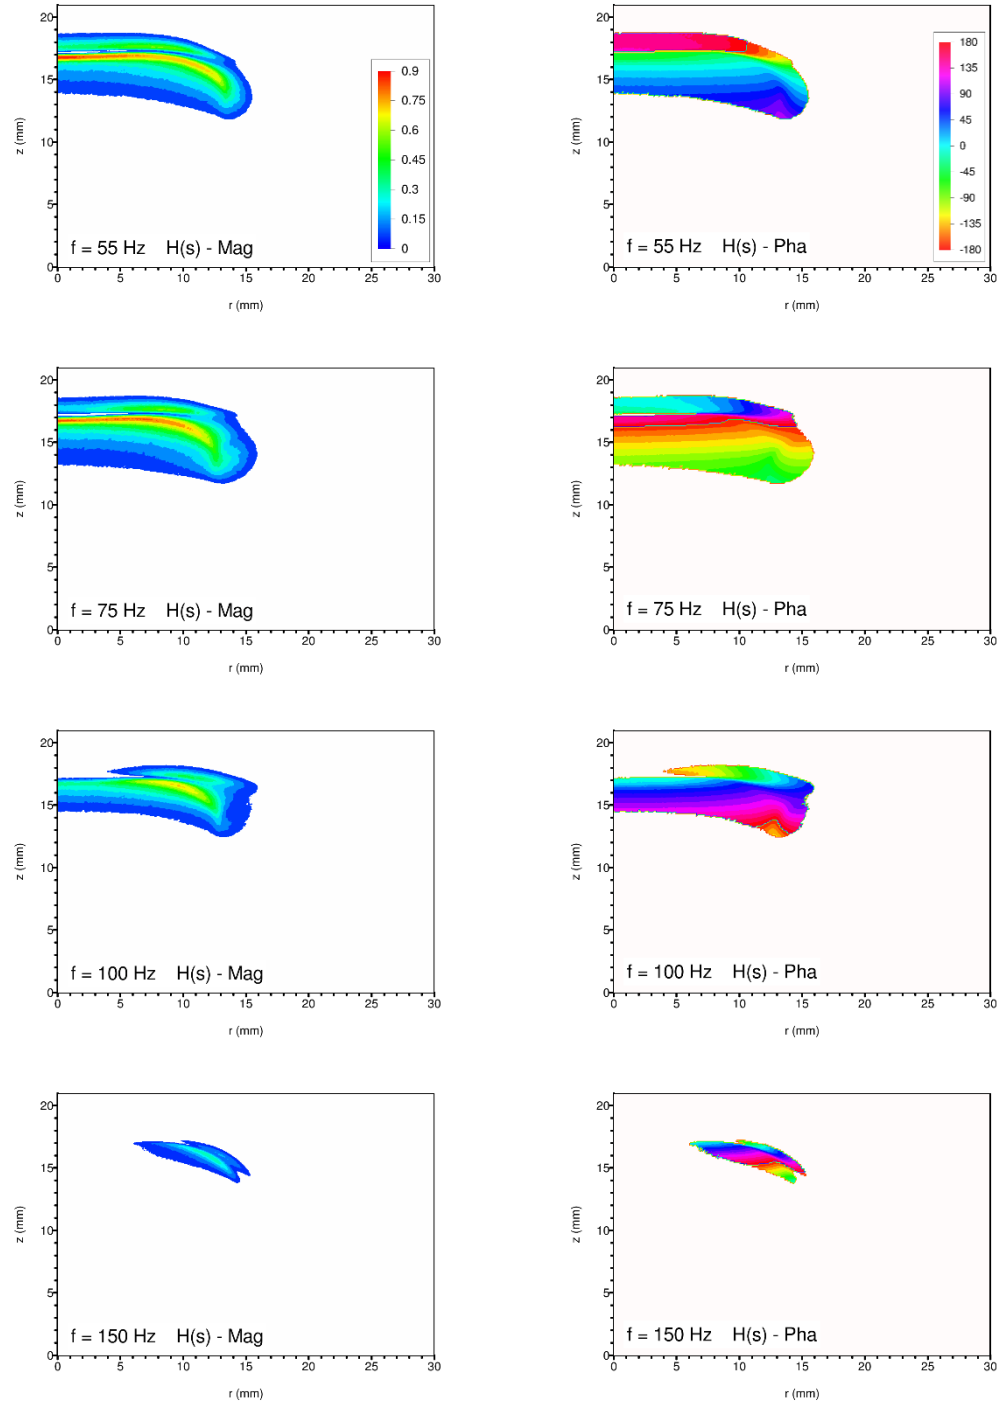 20
15
10
5
0
z (mm)
0.9
0.75
0.6
0.45
0.3
0.15
0
f = 55 Hz H(s) - Mag
0 5 10 15 20 25 30
r (mm)
20
15
10
5
0
z (mm)
180
135
90
45
0
-45
-90
-135
-180
f = 55 Hz H(s) - Pha
0 5 10 15 20 25 30
r (mm)
20
15
10
5
0
z (mm)
f = 75 Hz H(s) - Mag
0 5 10 15 20 25 30
r (mm)
20
15
10
5
0
z (mm)
f = 75 Hz H(s) - Pha
0 5 10 15 20 25 30
r (mm)
20
15
10
5
0
z (mm)
f = 100 Hz H(s) - Mag
0 5 10 15 20 25 30
r (mm)
20
15
10
5
0
z (mm)
f = 100 Hz H(s) - Pha
0 5 10 15 20 25 30
r (mm)
20
15
10
5
0
z (mm)
f = 150 Hz H(s) - Mag
0 5 10 15 20 25 30
r (mm)
20
15
10
5
0
z (mm)
f = 150 Hz H(s) - Pha
0 5 10 15 20 25 30
r (mm)